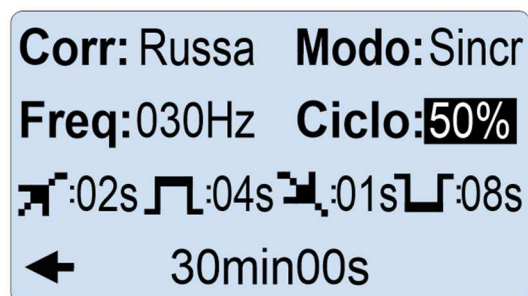 Corr: Russa Modo: Sincr
Freq:030Hz Ciclo:50%
:02s :04s :01s :08s
30min00s